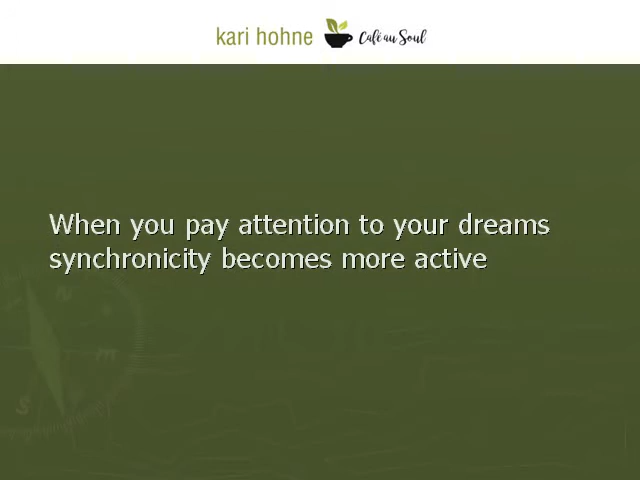 kari hohne Café au Soul
When you pay attention to your dreams
synchronicity becomes more active
N
S